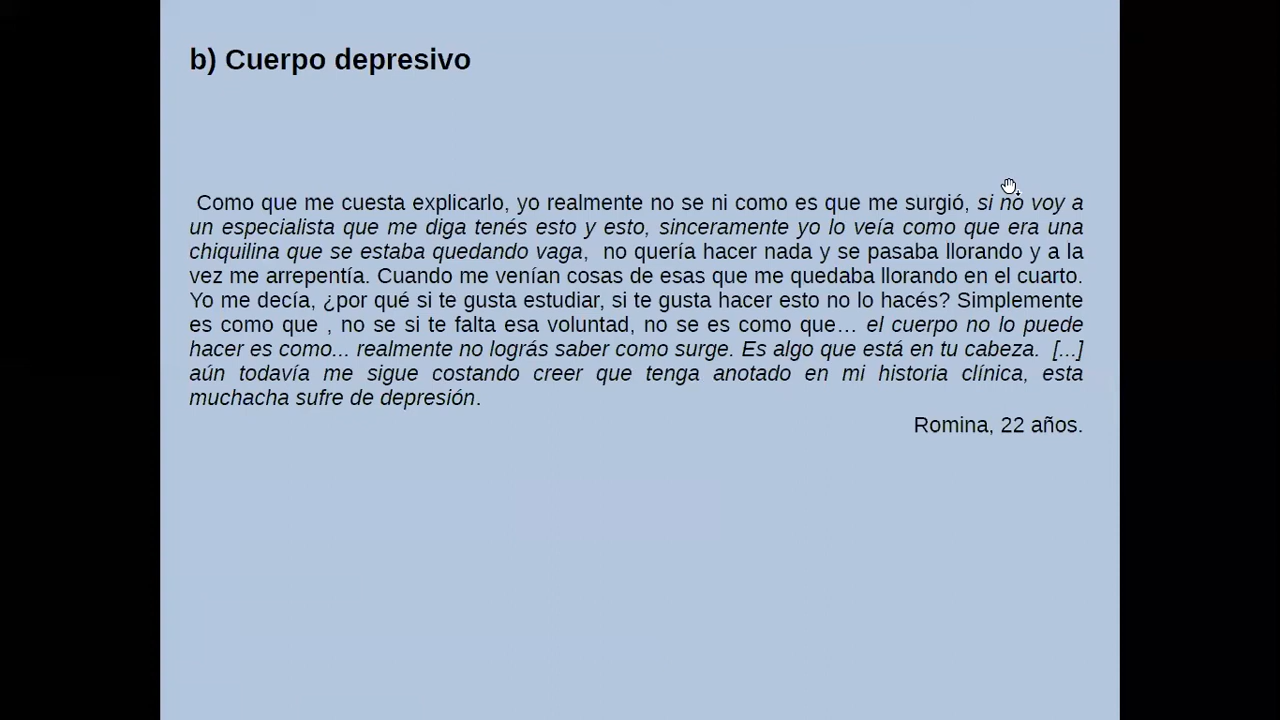 b) Cuerpo depresivo
Como que me cuesta explicarlo, yo realmente no se ni como es que me surgió, si no voy a
un especialista que me diga tenés esto y esto, sinceramente yo lo veía como que era una
chiquilina que se estaba quedando vaga,  no quería hacer nada y se pasaba llorando y a la
vez me arrepentía. Cuando me venían cosas de esas que me quedaba llorando en el cuarto.
Yo me decía, ¿por qué si te gusta estudiar, si te gusta hacer esto no lo hacés? Simplemente
es como que , no se si te falta esa voluntad, no se es como que… el cuerpo no lo puede
hacer es como... realmente no lográs saber como surge. Es algo que está en tu cabeza.  [...]
aún todavía me sigue costando creer que tenga anotado en mi historia clínica, esta
muchacha sufre de depresión.
Romina, 22 años.